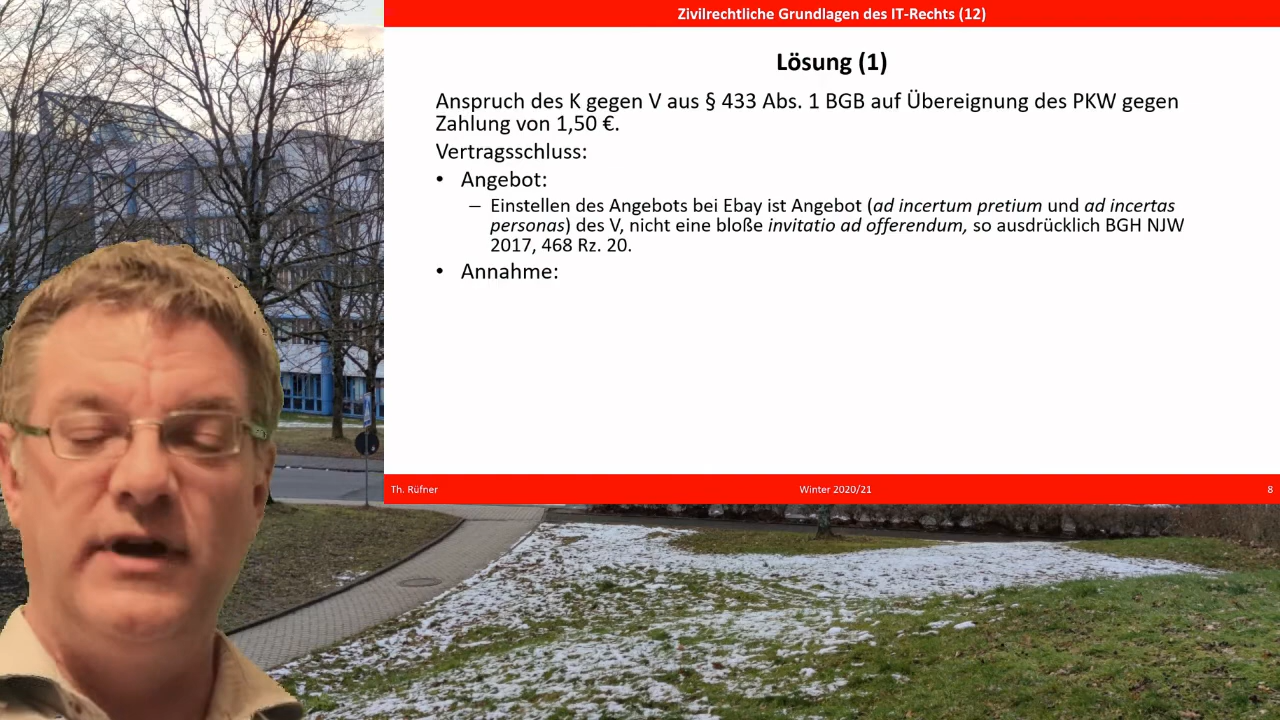 Zivilrechtliche Grundlagen des IT-Rechts (12)
Lösung (1)
Anspruch des K gegen V aus § 433 Abs. 1 BGB auf Übereignung des PKW gegen
Zahlung von 1,50 €.
Vertragsschluss:
• Angebot:
– Einstellen des Angebots bei Ebay ist Angebot (ad incertum pretium und ad incertas
personas) des V, nicht eine bloße invitatio ad offerendum, so ausdrücklich BGH NJW
2017, 468 Rz. 20.
• Annahme:
Th. Rüfner
Winter 2020/21
8